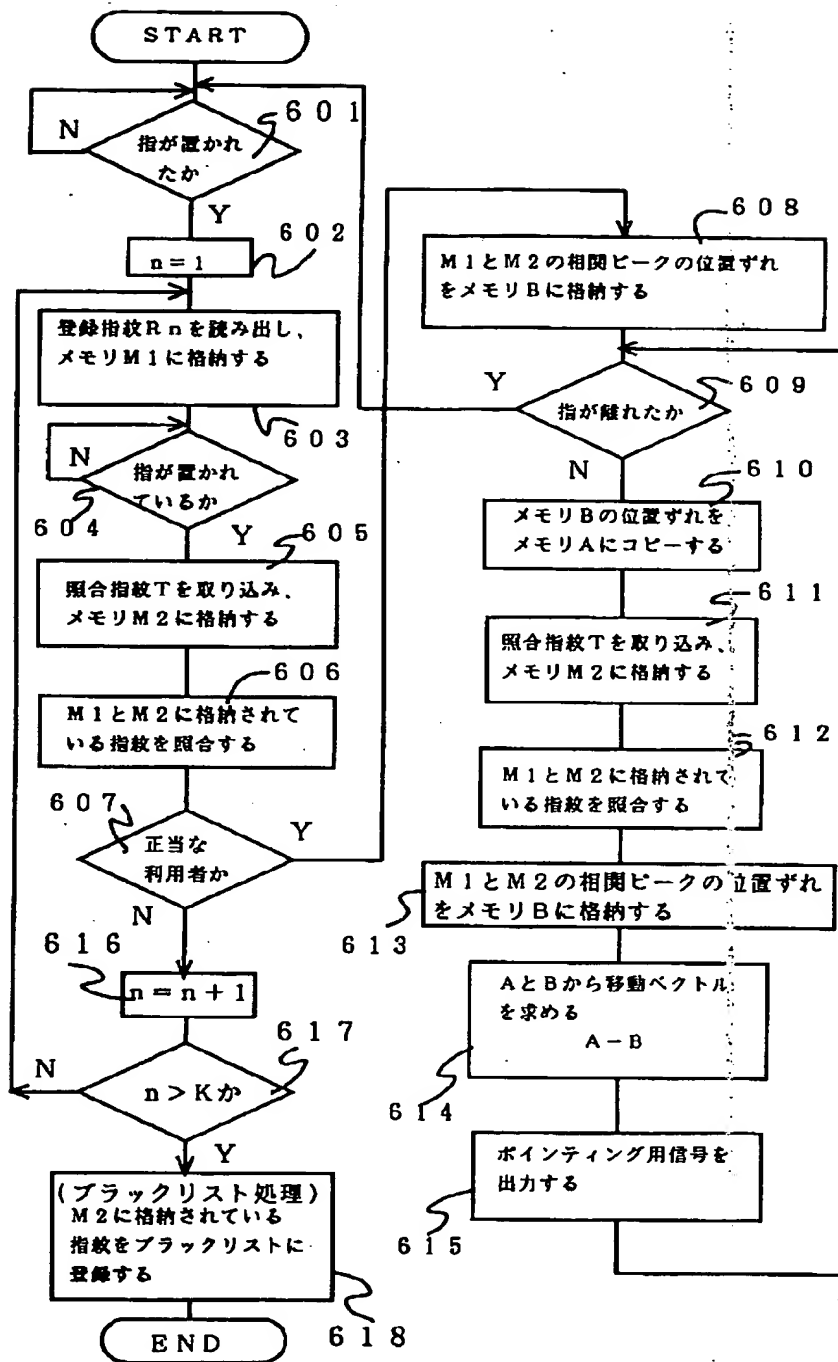 START
601
N
指が置かれ
たか
Y
602
n=1
登録指紋Rnを読み出し、
メモリM1に格納する
603
N
指が置かれ
ているか
604
Y
605
照合指紋Tを取り込み、
メモリM2に格納する
606
M1とM2に格納されて
いる指紋を照合する
607
正当な
利用者か
Y
N
616
n=n+1
617
N
n>Kか
Y
(ブラックリスト処理)
M2に格納されている
指紋をブラックリストに
登録する
618
END
608
M1とM2の相関ピークの位置ずれ
をメモリBに格納する
Y
609
指が離れたか
N
610
メモリBの位置ずれを
メモリAにコピーする
611
照合指紋Tを取り込み、
メモリM2に格納する
612
M1とM2に格納されて
いる指紋を照合する
M1とM2の相関ピークの位置ずれ
をメモリBに格納する
613
AとBから移動ベクトル
を求める
A-B
614
ポインティング用信号を
出力する
615